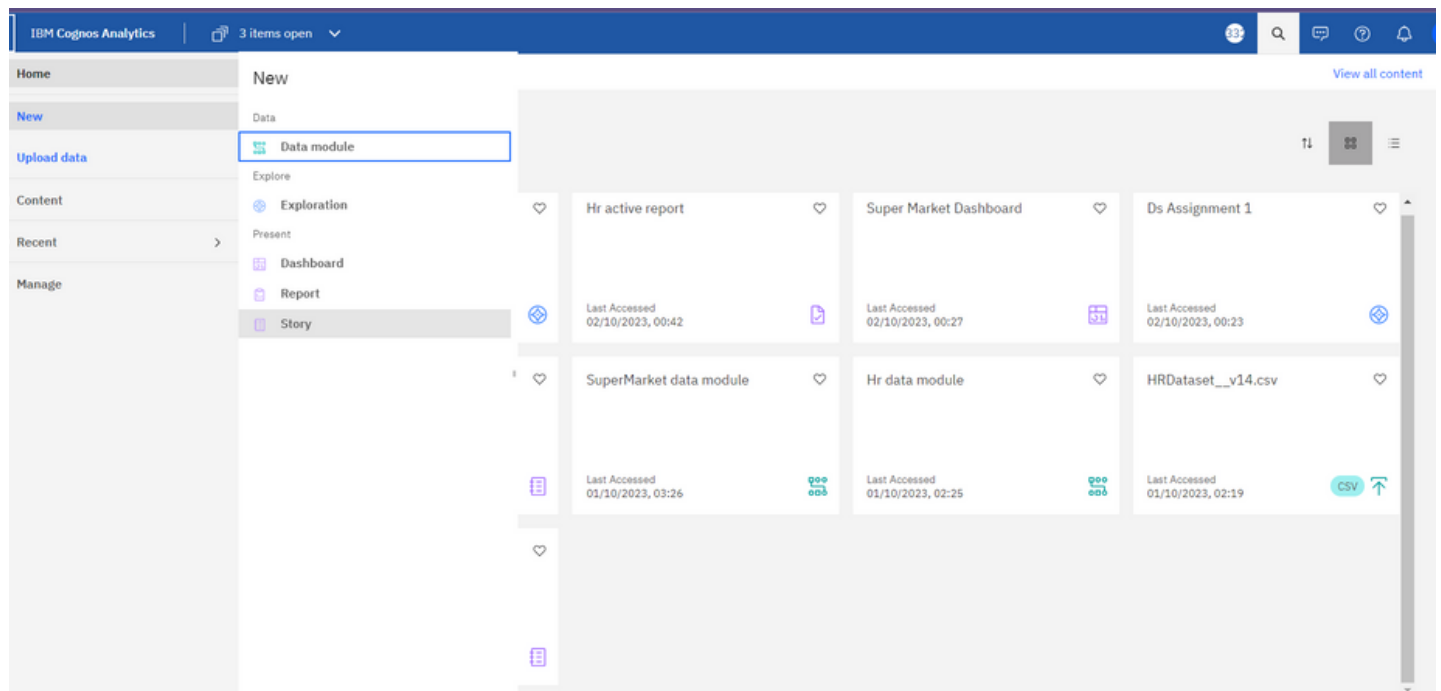 IBM Cognos Analytics
3 items open
Home
New
Upload data
Content
Recent
Manage
New
Data
Data module
Explore
Exploration
Present
Dashboard
Report
Story
View all content
Hr active report
Last Accessed
02/10/2023, 00:42
Super Market Dashboard
Last Accessed
02/10/2023, 00:27
Ds Assignment 1
Last Accessed
02/10/2023, 00:23
SuperMarket data module
Last Accessed
01/10/2023, 03:26
Hr data module
Last Accessed
01/10/2023, 02:25
HRDataset__v14.csv
Last Accessed
01/10/2023, 02:19
CSV